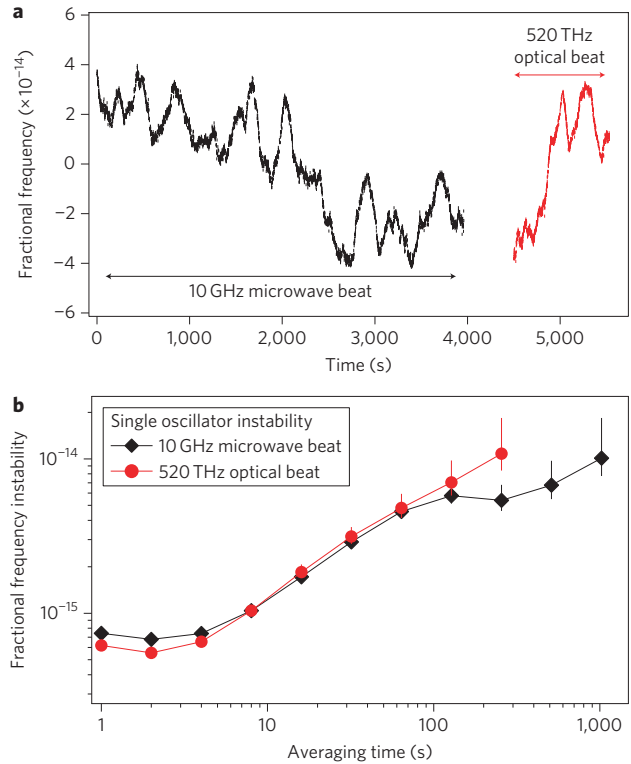 a
6
4
2
0
−2
−4
−6
Fractional frequency (×10⁻¹⁴)
520 THz
optical beat
10 GHz microwave beat
0
1,000
2,000
3,000
4,000
5,000
Time (s)
b
Single oscillator instability
10 GHz microwave beat
520 THz optical beat
10⁻¹⁴
10⁻¹⁵
Fractional frequency instability
1
10
100
1,000
Averaging time (s)